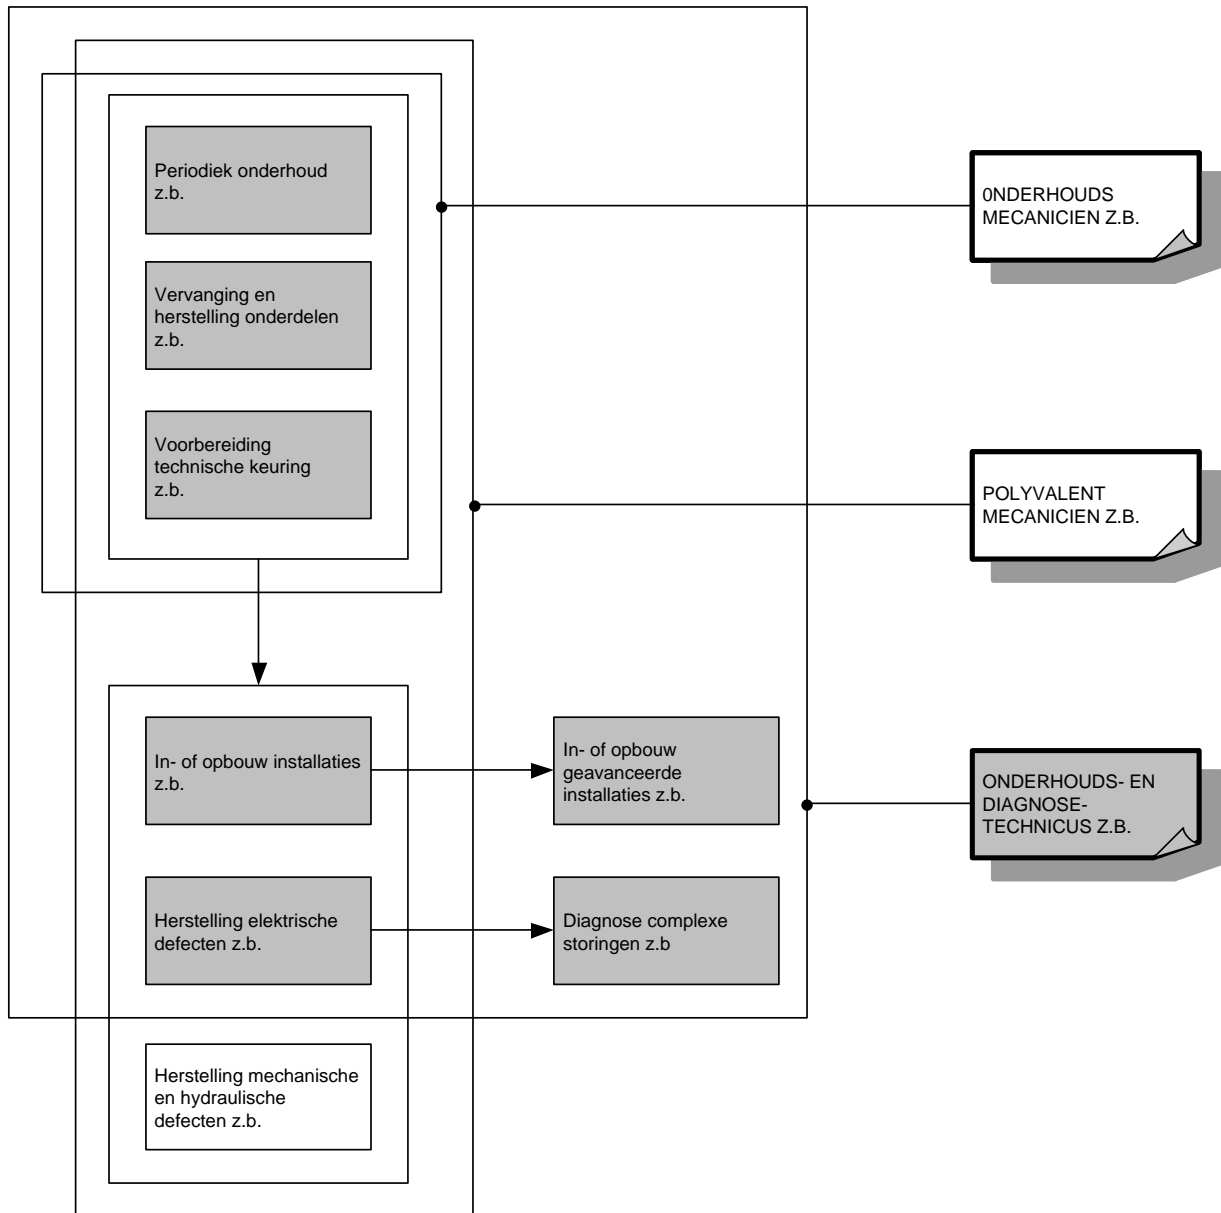 Periodiek onderhoud
z.b.
Vervanging en
herstelling onderdelen
z.b.
Voorbereiding
technische keuring
z.b.
In- of opbouw installaties
z.b.
Herstelling elektrische
defecten z.b.
Herstelling mechanische
en hydraulische
defecten z.b.
In- of opbouw
geavanceerde
installaties z.b.
Diagnose complexe
storingen z.b
0NDERHOUDS
MECANICIEN Z.B.
POLYVALENT
MECANICIEN Z.B.
ONDERHOUDS- EN
DIAGNOSE-
TECHNICUS Z.B.